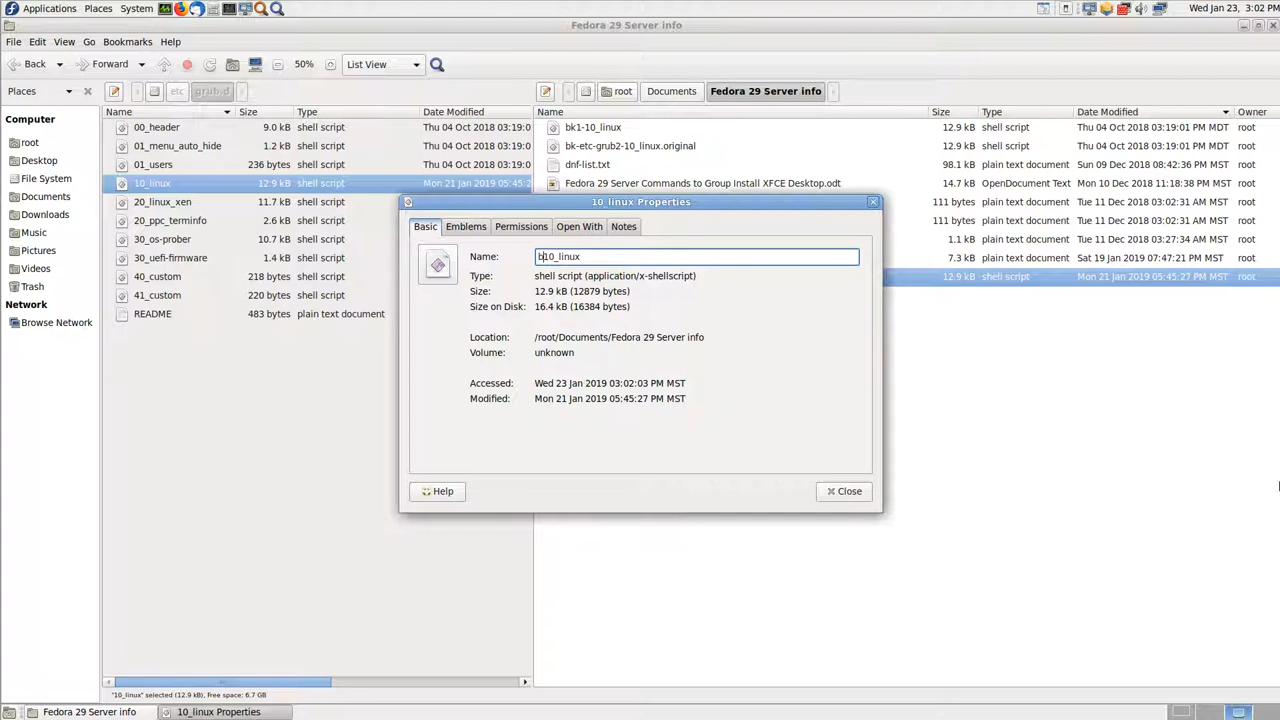 Applications Places System Wed Jan 23, 3:02 PM
Fedora 29 Server info
File Edit View Go Bookmarks Help
Back Forward 50% List View
Places etc grub.d root Documents Fedora 29 Server info
Name Size Type Date Modified Name Size Type Date Modified Owner
Computer
root
Desktop
File System
Documents
Downloads
Music
Pictures
Videos
Trash
Network
Browse Network
00_header 9.0 kB shell script Thu 04 Oct 2018 03:19:0
01_menu_auto_hide 1.2 kB shell script Thu 04 Oct 2018 03:19:0
01_users 236 bytes shell script Thu 04 Oct 2018 03:19:0
10_linux 12.9 kB shell script Mon 21 Jan 2019 05:45:2
20_linux_xen 11.7 kB shell script
20_ppc_terminfo 2.6 kB shell script
30_os-prober 10.7 kB shell script
30_uefi-firmware 1.4 kB shell script
40_custom 218 bytes shell script
41_custom 220 bytes shell script
README 483 bytes plain text document
bk1-10_linux 12.9 kB shell script Thu 04 Oct 2018 03:19:01 PM MDT root
bk-etc-grub2-10_linux.original 12.9 kB shell script Thu 04 Oct 2018 03:19:01 PM MDT root
dnf-list.txt 98.1 kB plain text document Sun 09 Dec 2018 08:42:36 PM MST root
Fedora 29 Server Commands to Group Install XFCE Desktop.odt 14.7 kB OpenDocument Text Mon 10 Dec 2018 11:18:38 PM MST root
111 bytes plain text document Tue 11 Dec 2018 03:02:31 AM MST root
111 bytes plain text document Tue 11 Dec 2018 03:02:31 AM MST root
1.1 kB plain text document Tue 11 Dec 2018 03:27:34 AM MST root
7.3 kB plain text document Sat 19 Jan 2019 07:47:21 PM MST root
12.9 kB shell script Mon 21 Jan 2019 05:45:27 PM MST root
10_linux Properties
Basic Emblems Permissions Open With Notes
Name: b10_linux
Type: shell script (application/x-shellscript)
Size: 12.9 kB (12879 bytes)
Size on Disk: 16.4 kB (16384 bytes)
Location: /root/Documents/Fedora 29 Server info
Volume: unknown
Accessed: Wed 23 Jan 2019 03:02:03 PM MST
Modified: Mon 21 Jan 2019 05:45:27 PM MST
Help Close
"10_linux" selected (12.9 kB), Free space: 6.7 GB
Fedora 29 Server info 10_linux Properties